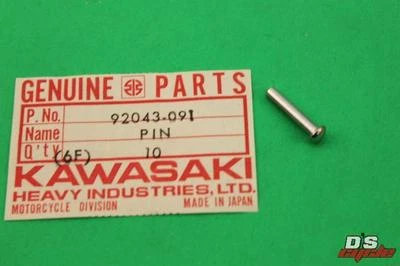 GENUINE PARTS
P. No. 92043-091
Name PIN
Q'ty (6F) 10
KAWASAKI
HEAVY INDUSTRIES, LTD.
MOTORCYCLE DIVISION MADE IN JAPAN
D's
cycle